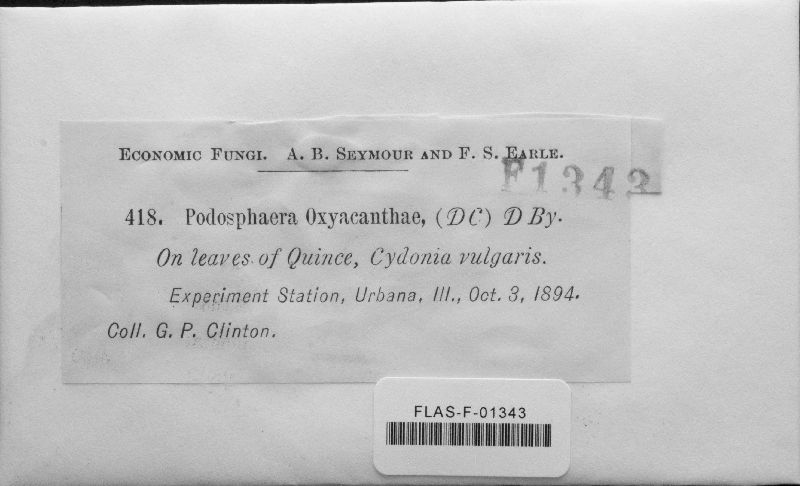 ECONOMIC FUNGI. A. B. SEYMOUR AND F. S. EARLE.
F1343
418. Podosphaera Oxyacanthae, (DC) D By.
On leaves of Quince, Cydonia vulgaris.
Experiment Station, Urbana, Ill., Oct. 3, 1894.
Coll. G. P. Clinton.
FLAS-F-01343